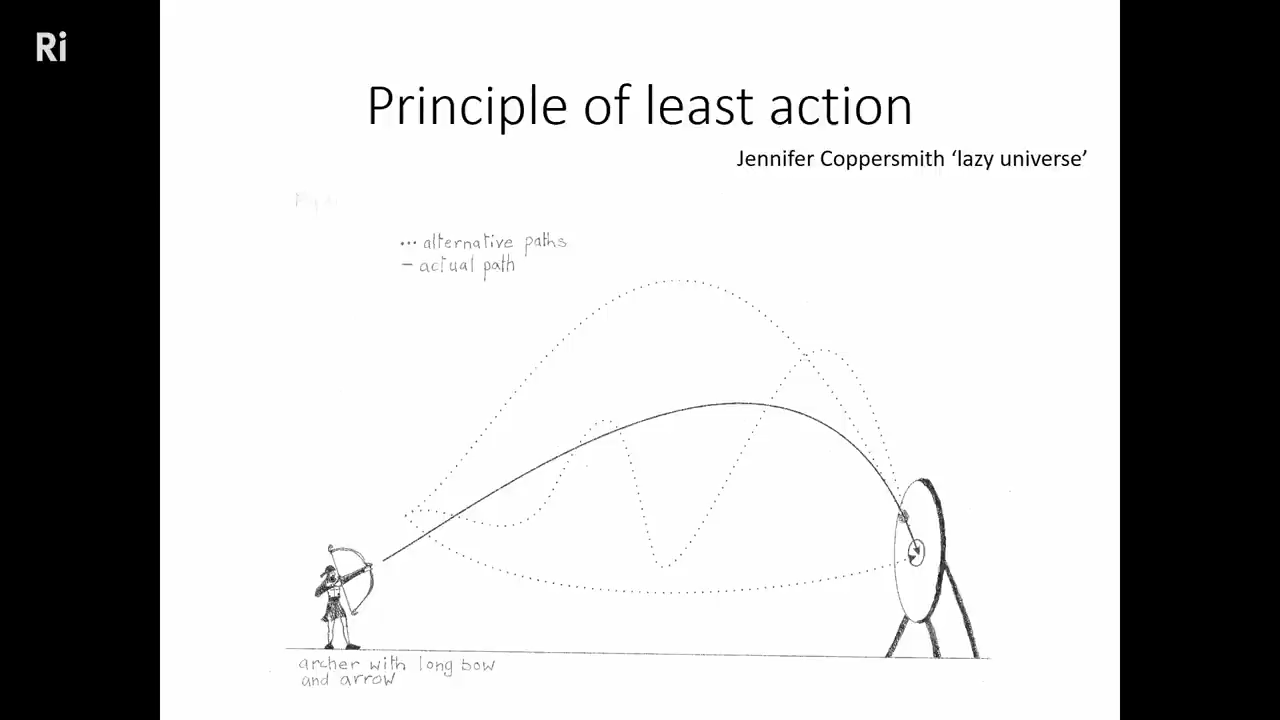 Ri
Principle of least action
Jennifer Coppersmith ‘lazy universe’
... alternative paths
– actual path
archer with long bow
and arrow